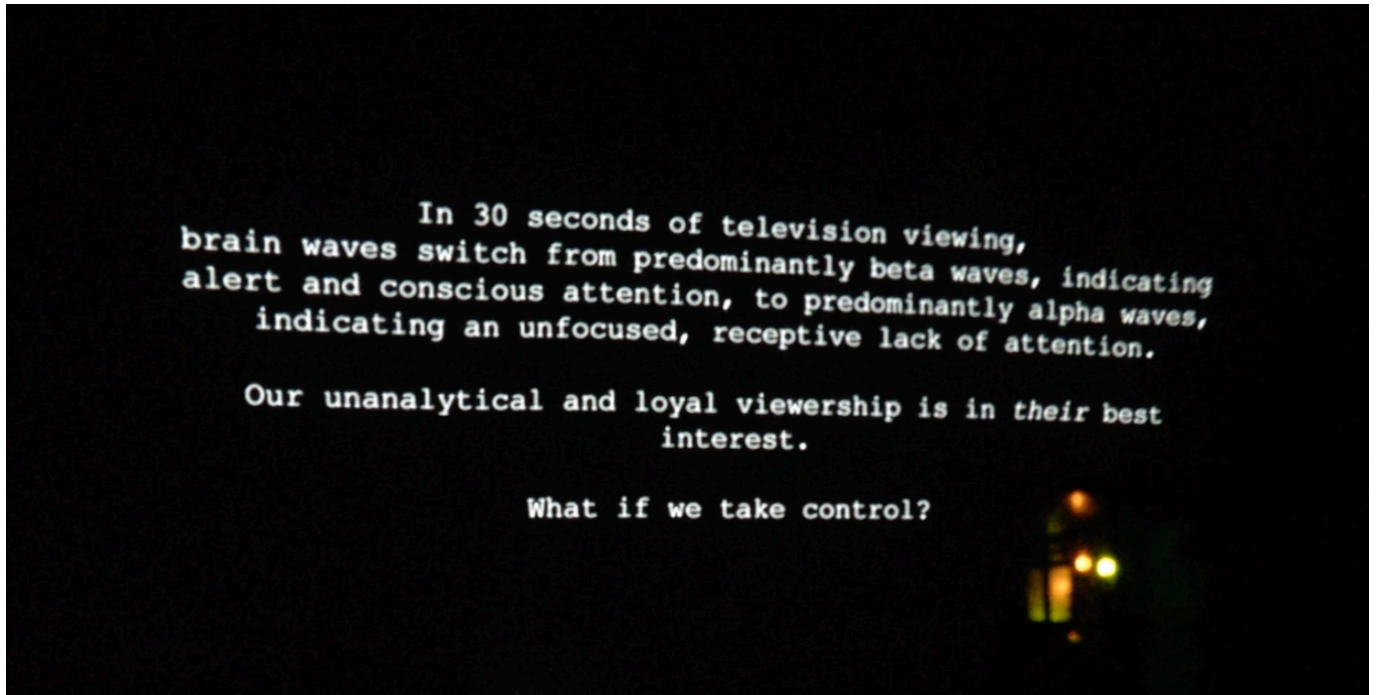 In 30 seconds of television viewing,
brain waves switch from predominantly beta waves, indicating
alert and conscious attention, to predominantly alpha waves,
indicating an unfocused, receptive lack of attention.
Our unanalytical and loyal viewership is in their best
interest.
What if we take control?